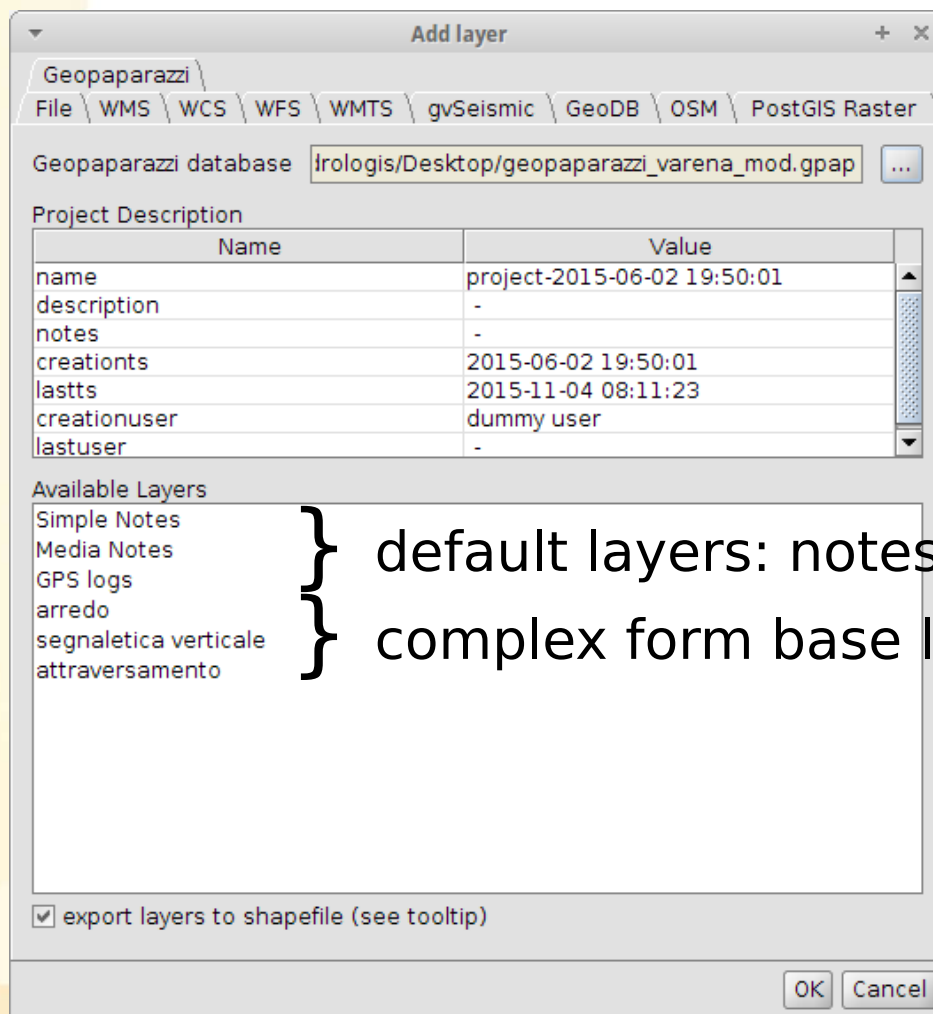 Add layer
Geopaparazzi
File WMS WCS WFS WMTS gvSeismic GeoDB OSM PostGIS Raster
Geopaparazzi database drologis/Desktop/geopaparazzi_varena_mod.gpap ...
Project Description
Name Value
name project-2015-06-02 19:50:01
description -
notes -
creationts 2015-06-02 19:50:01
lastts 2015-11-04 08:11:23
creationuser dummy user
lastuser -
Available Layers
Simple Notes
Media Notes
GPS logs
} default layers: notes
arredo
segnaletica verticale
attraversamento
} complex form base l
export layers to shapefile (see tooltip)
OK Cancel